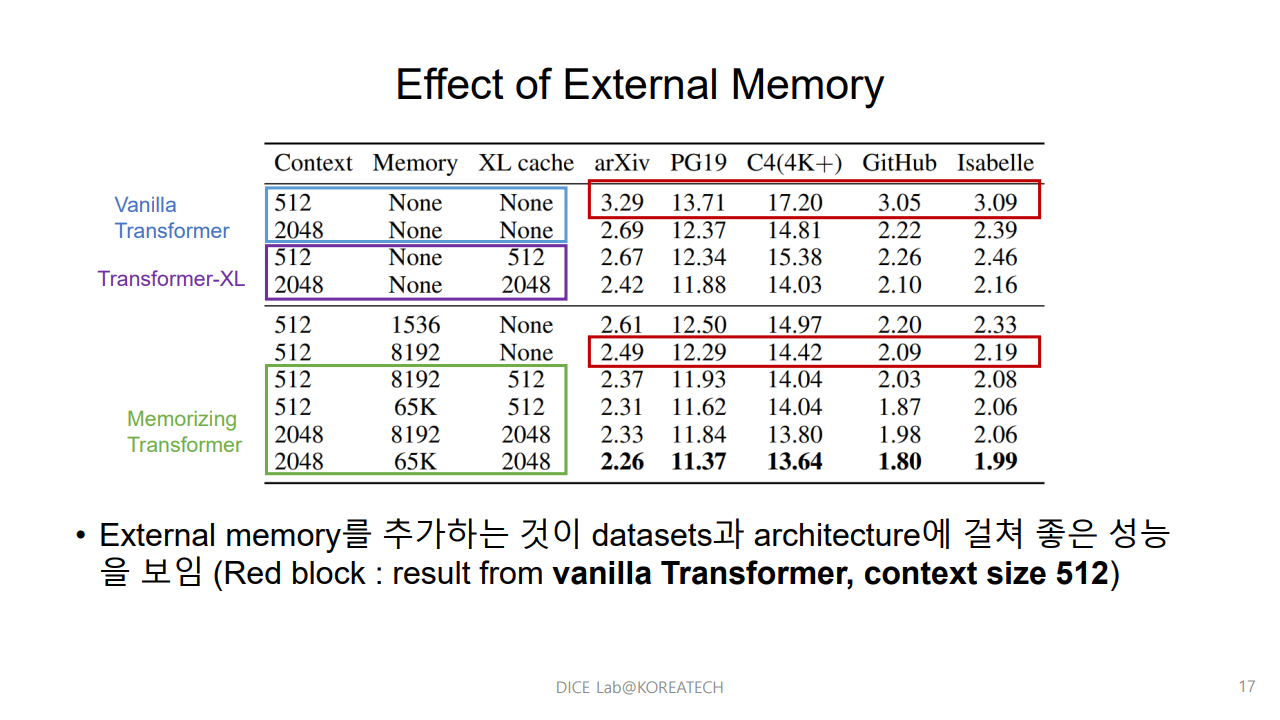 Effect of External Memory
Context Memory XL cache arXiv PG19 C4(4K+) GitHub Isabelle
Vanilla
Transformer
512 None None 3.29 13.71 17.20 3.05 3.09
2048 None None 2.69 12.37 14.81 2.22 2.39
Transformer-XL
512 None 512 2.67 12.34 15.38 2.26 2.46
2048 None 2048 2.42 11.88 14.03 2.10 2.16
512 1536 None 2.61 12.50 14.97 2.20 2.33
512 8192 None 2.49 12.29 14.42 2.09 2.19
Memorizing
Transformer
512 8192 512 2.37 11.93 14.04 2.03 2.08
512 65K 512 2.31 11.62 14.04 1.87 2.06
2048 8192 2048 2.33 11.84 13.80 1.98 2.06
2048 65K 2048 2.26 11.37 13.64 1.80 1.99
• External memory를 추가하는 것이 datasets과 architecture에 걸쳐 좋은 성능
을 보임 (Red block : result from vanilla Transformer, context size 512)
DICE Lab@KOREATECH
17